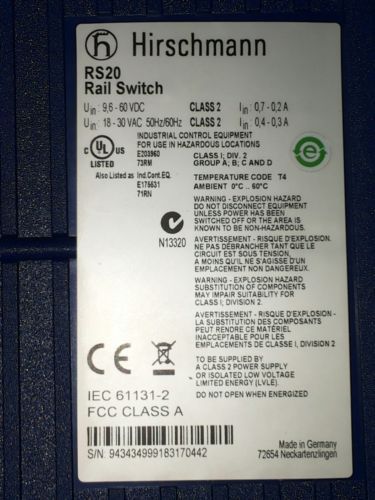 Hirschmann
RS20
Rail Switch
Uin: 9,6 - 60 VDC CLASS 2 Iin: 0,7 - 0,2 A
Uin: 18 - 30 VAC 50Hz/60Hz CLASS 2 Iin: 0,4 - 0,3 A
INDUSTRIAL CONTROL EQUIPMENT
FOR USE IN HAZARDOUS LOCATIONS
c UL US
LISTED
E203960
73RM
CLASS I; DIV. 2
GROUP A, B; C AND D
Also Listed as Ind.Cont.EQ.
E175531
71RN
TEMPERATURE CODE T4
AMBIENT 0°C .. 60°C
WARNING - EXPLOSION HAZARD
DO NOT DISCONNECT EQUIPMENT
UNLESS POWER HAS BEEN
SWITCHED OFF OR THE AREA IS
KNOWN TO BE NON-HAZARDOUS.
N13320
AVERTISSEMENT - RISQUE D'EXPLOSION.
AVANT DE DECONNECTER
CIRCUIT EST SOUS TENSION,
A MOINS QU'IL NE S'AGISSE D'UN
EMPLACEMENT NON DANGEREUX.
WARNING - EXPLOSION HAZARD
SUBSTITUTION OF COMPONENTS
MAY IMPAIR SUITABILITY FOR
CLASS I; DIVISION 2
AVERTISSEMENT - RISQUE D'EXPLOSION
- LA SUBSTITUTION DES COMPOSANTS
PEUT RENDRE CE MATÉRIEL
INACCEPTABLE POUR LES
EMPLACEMENTS DE CLASSE I, DIVISION 2
CE
TO BE SUPPLIED BY
A CLASS 2 POWER SUPPLY
OR ISOLATED LOW VOLTAGE
LIMITED ENERGY (LVLE).
IEC 61131-2
FCC CLASS A
DO NOT OPEN WHEN ENERGIZED
S/N: 943434999183170442
Made in Germany
72654 Neckartenzlingen